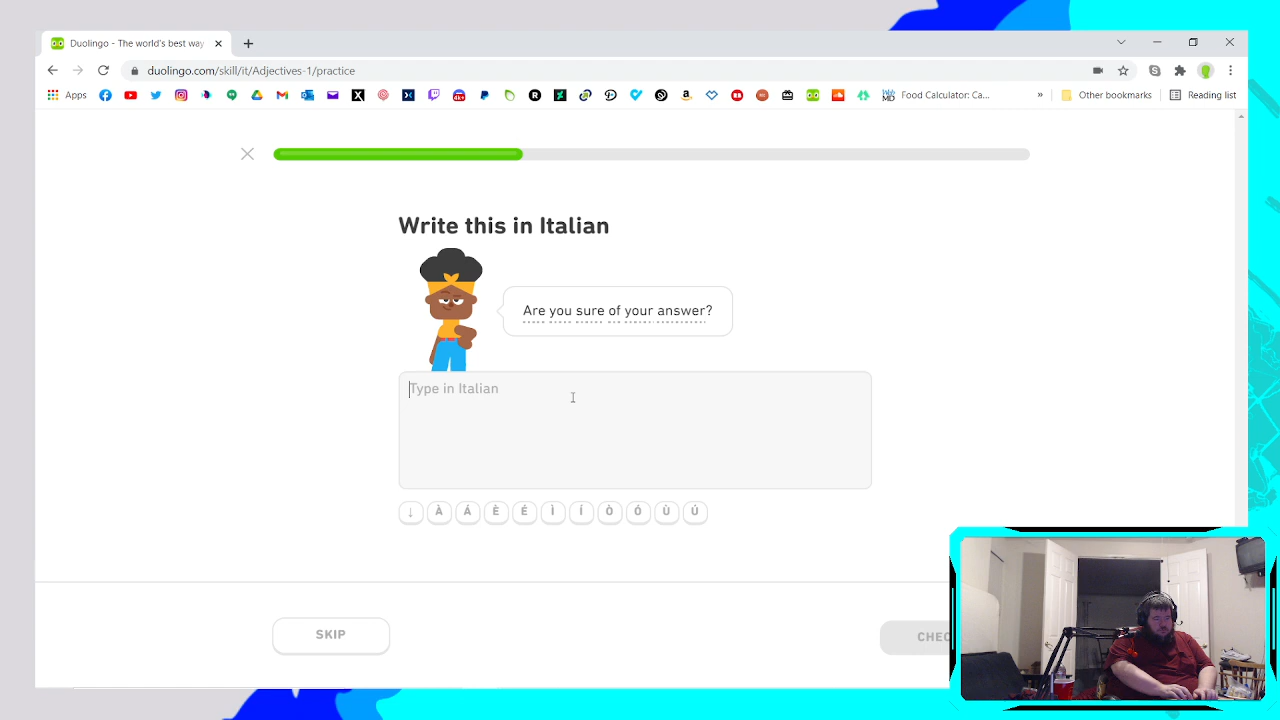 Duolingo - The world's best way
duolingo.com/skill/it/Adjectives-1/practice
Apps
Food Calculator: Ca...
»
Other bookmarks
Reading list
Write this in Italian
Are you sure of your answer?
Type in Italian
↓ À Á È É Ì Í Ò Ó Ù Ú
SKIP
CHEC